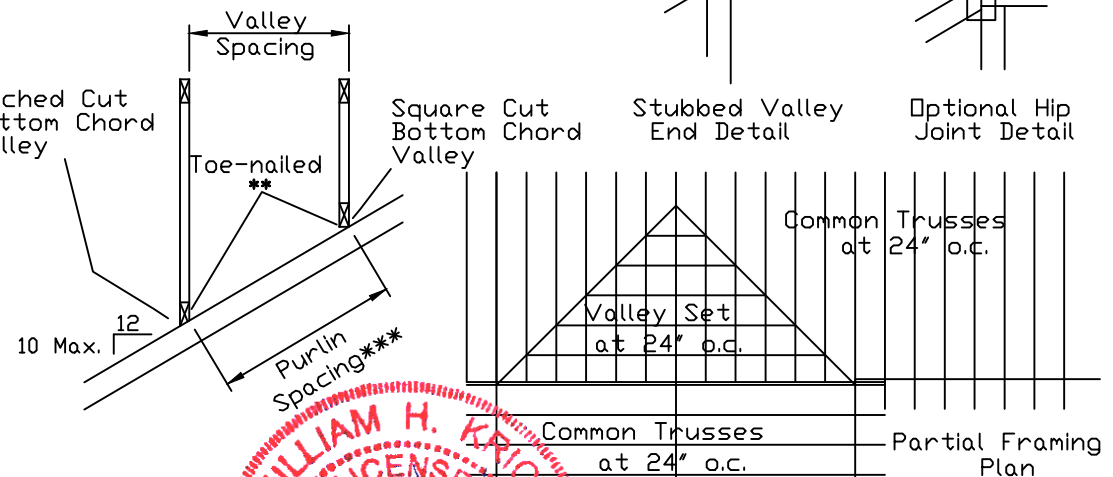 Valley
Spacing
ched Cut
ttom Chord
lley
Toe-nailed
**
Square Cut
Bottom Chord
Valley
Stubbed Valley
End Detail
Optional Hip
Joint Detail
Common Trusses
at 24" o.c.
Valley Set
at 24" o.c.
12
10 Max.
Purlin
Spacing***
Common Trusses
at 24" o.c.
Partial Framing
Plan
LLIAM H. KRIC
CENSE